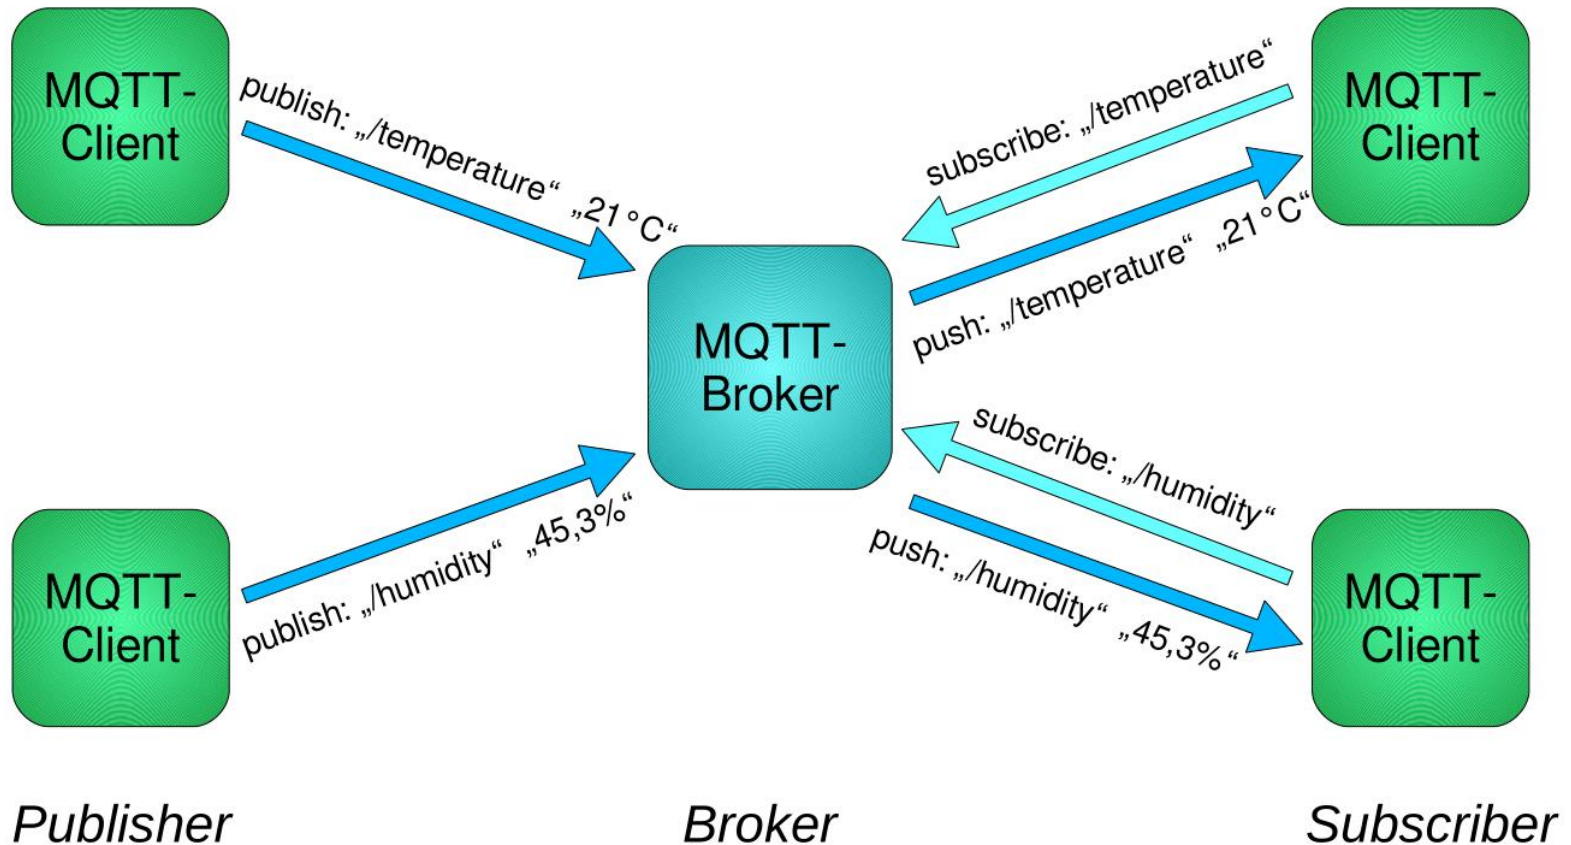 MQTT-
Client
publish: „/temperature“ „21°C“
subscribe: „/temperature“
MQTT-
Client
push: „/temperature“ „21°C“
MQTT-
Broker
MQTT-
Client
publish: „/humidity“ „45,3%“
subscribe: „/humidity“
push: „/humidity“ „45,3%“
MQTT-
Client
Publisher
Broker
Subscriber